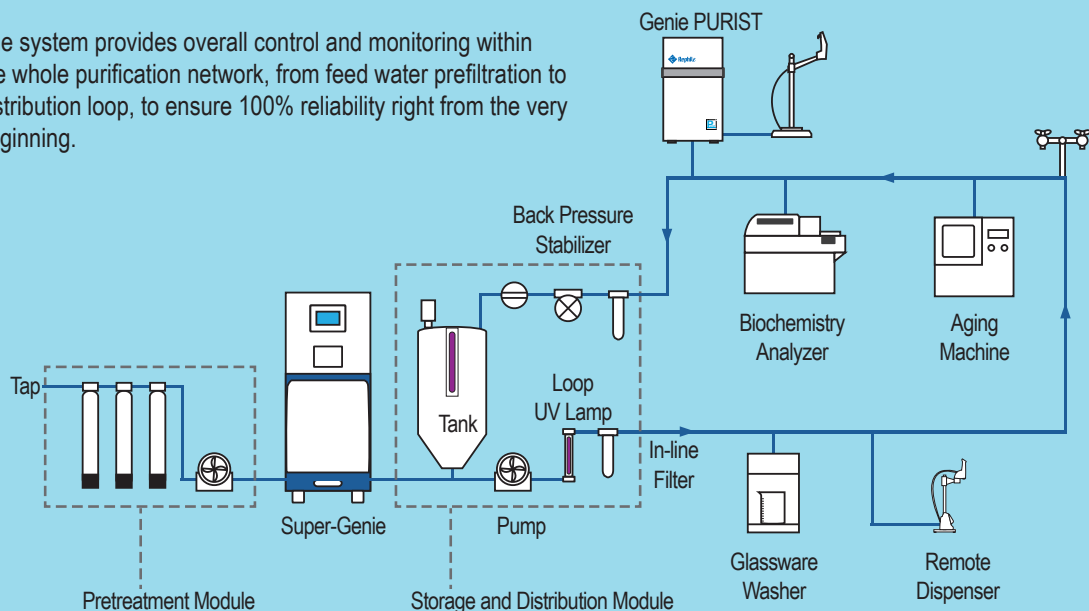 Genie PURIST
e system provides overall control and monitoring within
e whole purification network, from feed water prefiltration to
stribution loop, to ensure 100% reliability right from the very
ginning.
Rephile
Back Pressure
Stabilizer
Biochemistry
Analyzer
Aging
Machine
Tap
Tank
Loop
UV Lamp
In-line
Filter
Super-Genie
Pump
Glassware
Washer
Remote
Dispenser
Pretreatment Module
Storage and Distribution Module